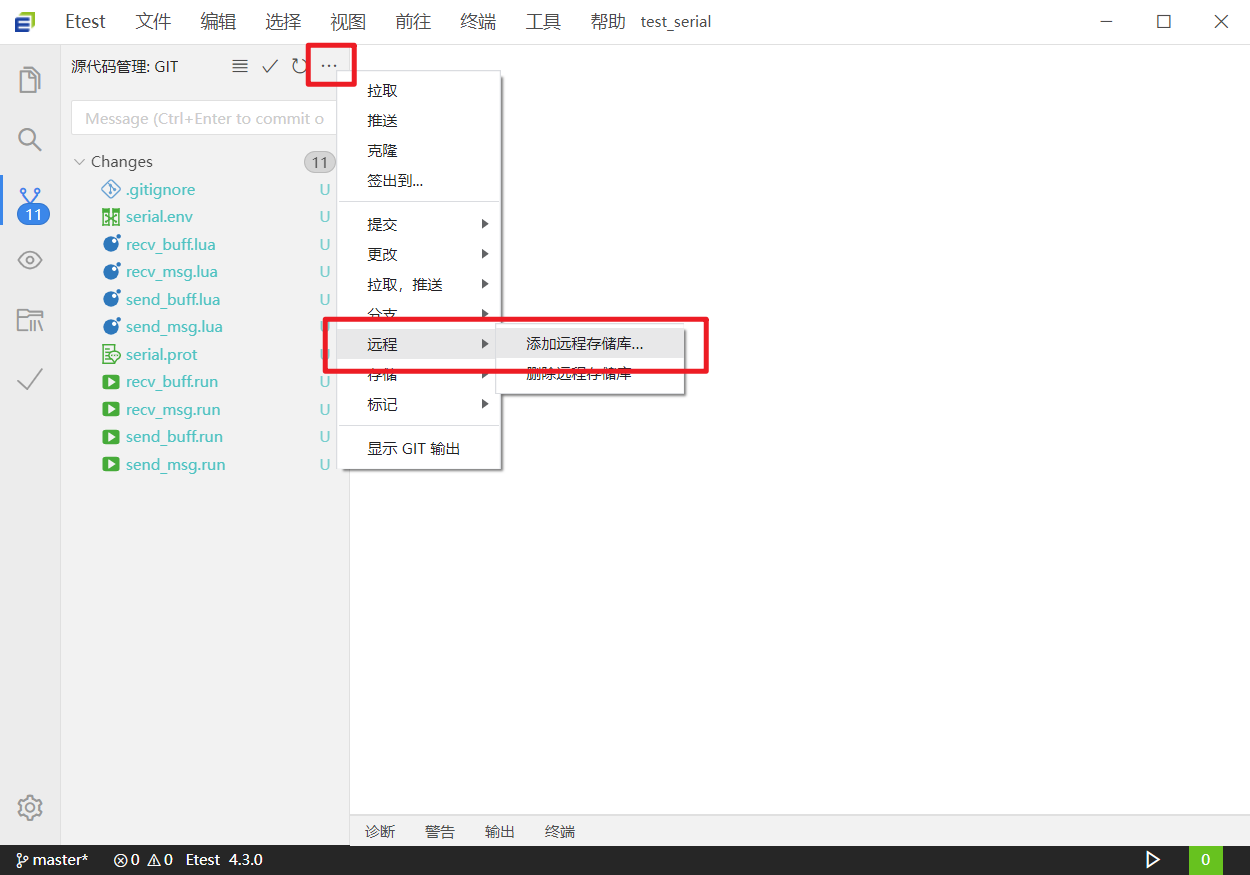 Etest 文件 编辑 选择 视图 前往 终端 工具 帮助 test_serial
源代码管理: GIT
Message (Ctrl+Enter to commit o
Changes 11
.gitignore U
serial.env U
recv_buff.lua U
recv_msg.lua U
send_buff.lua U
send_msg.lua U
serial.prot U
recv_buff.run U
recv_msg.run U
send_buff.run U
send_msg.run U
11
拉取
推送
克隆
签出到...
提交
更改
拉取，推送
分支
远程
存储
标记
显示 GIT 输出
添加远程存储库...
删除远程存储库
诊断 警告 输出 终端
master* 0 0 Etest 4.3.0 0